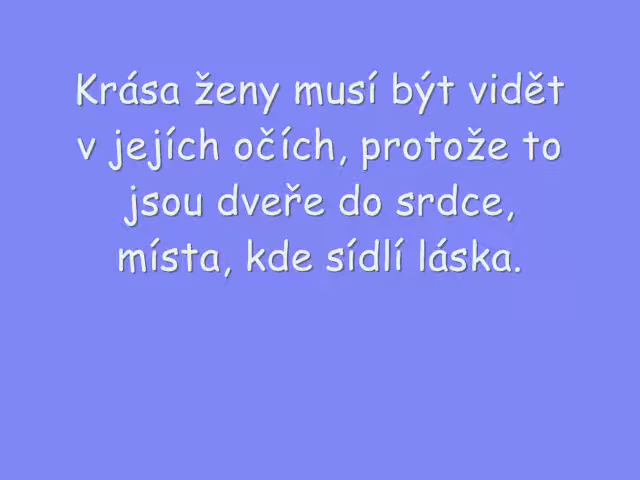 Krása ženy musí být vidět
v jejích očích, protože to
jsou dveře do srdce,
místa, kde sídlí láska.